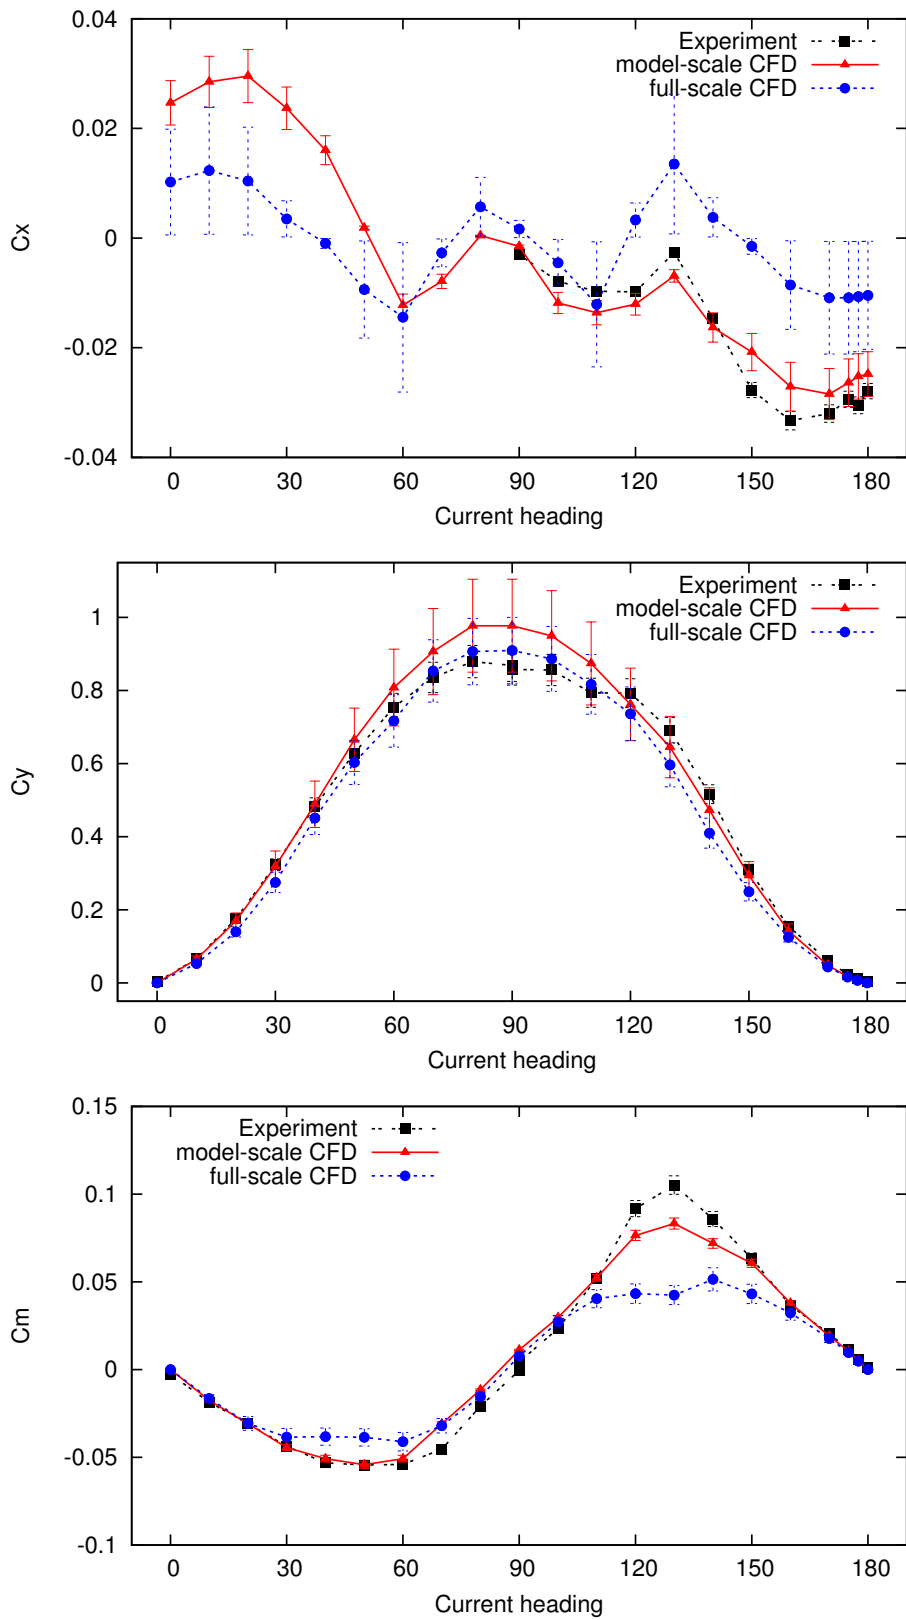 0.04
0.02
0
-0.02
-0.04
Cx
Experiment
model-scale CFD
full-scale CFD
0 30 60 90 120 150 180
Current heading
1
0.8
0.6
0.4
0.2
0
Cy
Experiment
model-scale CFD
full-scale CFD
0 30 60 90 120 150 180
Current heading
0.15
0.1
0.05
0
-0.05
-0.1
Cm
Experiment
model-scale CFD
full-scale CFD
0 30 60 90 120 150 180
Current heading